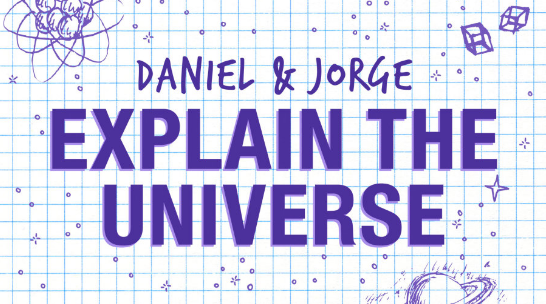 DANIEL & JORGE
EXPLAIN THE
UNIVERSE